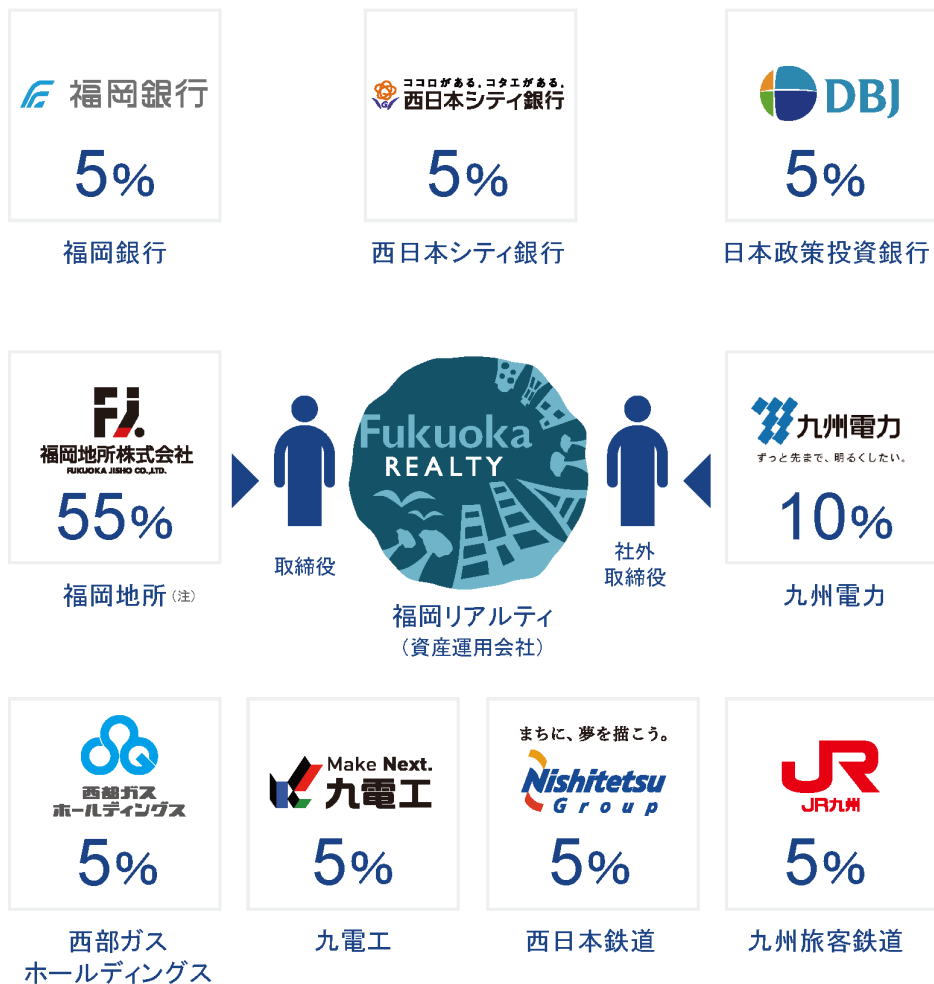 福岡銀行
5%
福岡銀行
ココロがある。コタエがある。
西日本シティ銀行
5%
西日本シティ銀行
DBJ
5%
日本政策投資銀行
FJ.
福岡地所株式会社
FUKUOKA JISHO CO.,LTD.
55%
福岡地所(注)
取締役
Fukuoka
REALTY
福岡リアルティ
(資産運用会社)
社外
取締役
九州電力
ずっと先まで、明るくしたい。
10%
九州電力
西部ガス
ホールディングス
5%
西部ガス
ホールディングス
Make Next.
九電工
5%
九電工
まちに、夢を描こう。
Nishitetsu
Group
5%
西日本鉄道
JR
JR九州
5%
九州旅客鉄道